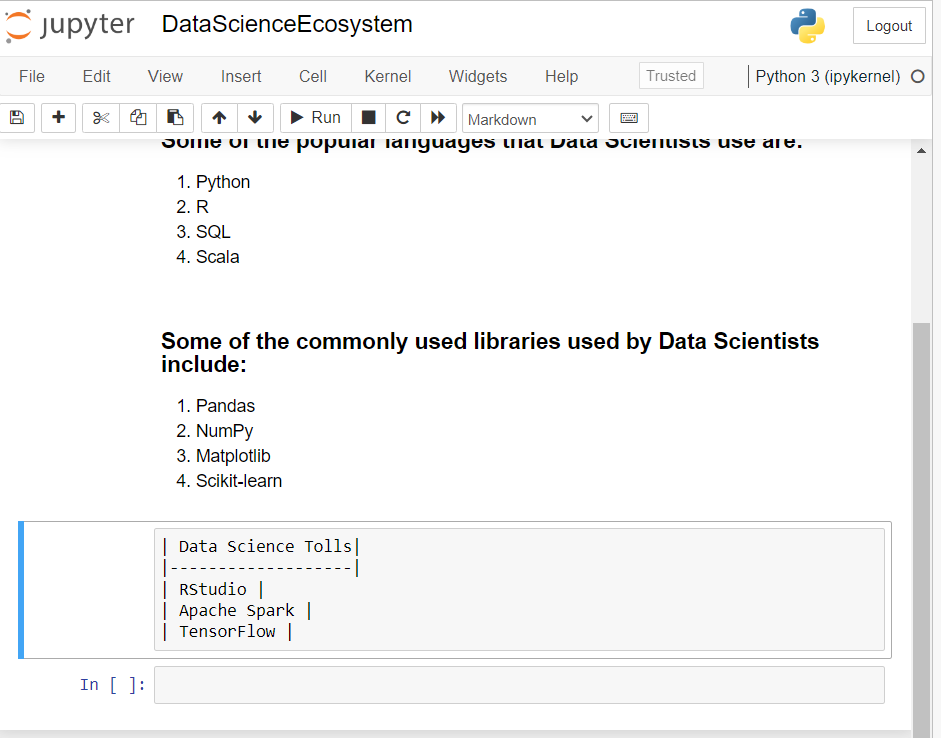 jupyter DataScienceEcosystem Logout
File Edit View Insert Cell Kernel Widgets Help Trusted Python 3 (ipykernel)
Run Markdown
Some of the popular languages that Data Scientists use are:
1. Python
2. R
3. SQL
4. Scala
Some of the commonly used libraries used by Data Scientists
include:
1. Pandas
2. NumPy
3. Matplotlib
4. Scikit-learn
| Data Science Tolls|
|-------------------|
| RStudio |
| Apache Spark |
| TensorFlow |
In [ ]: